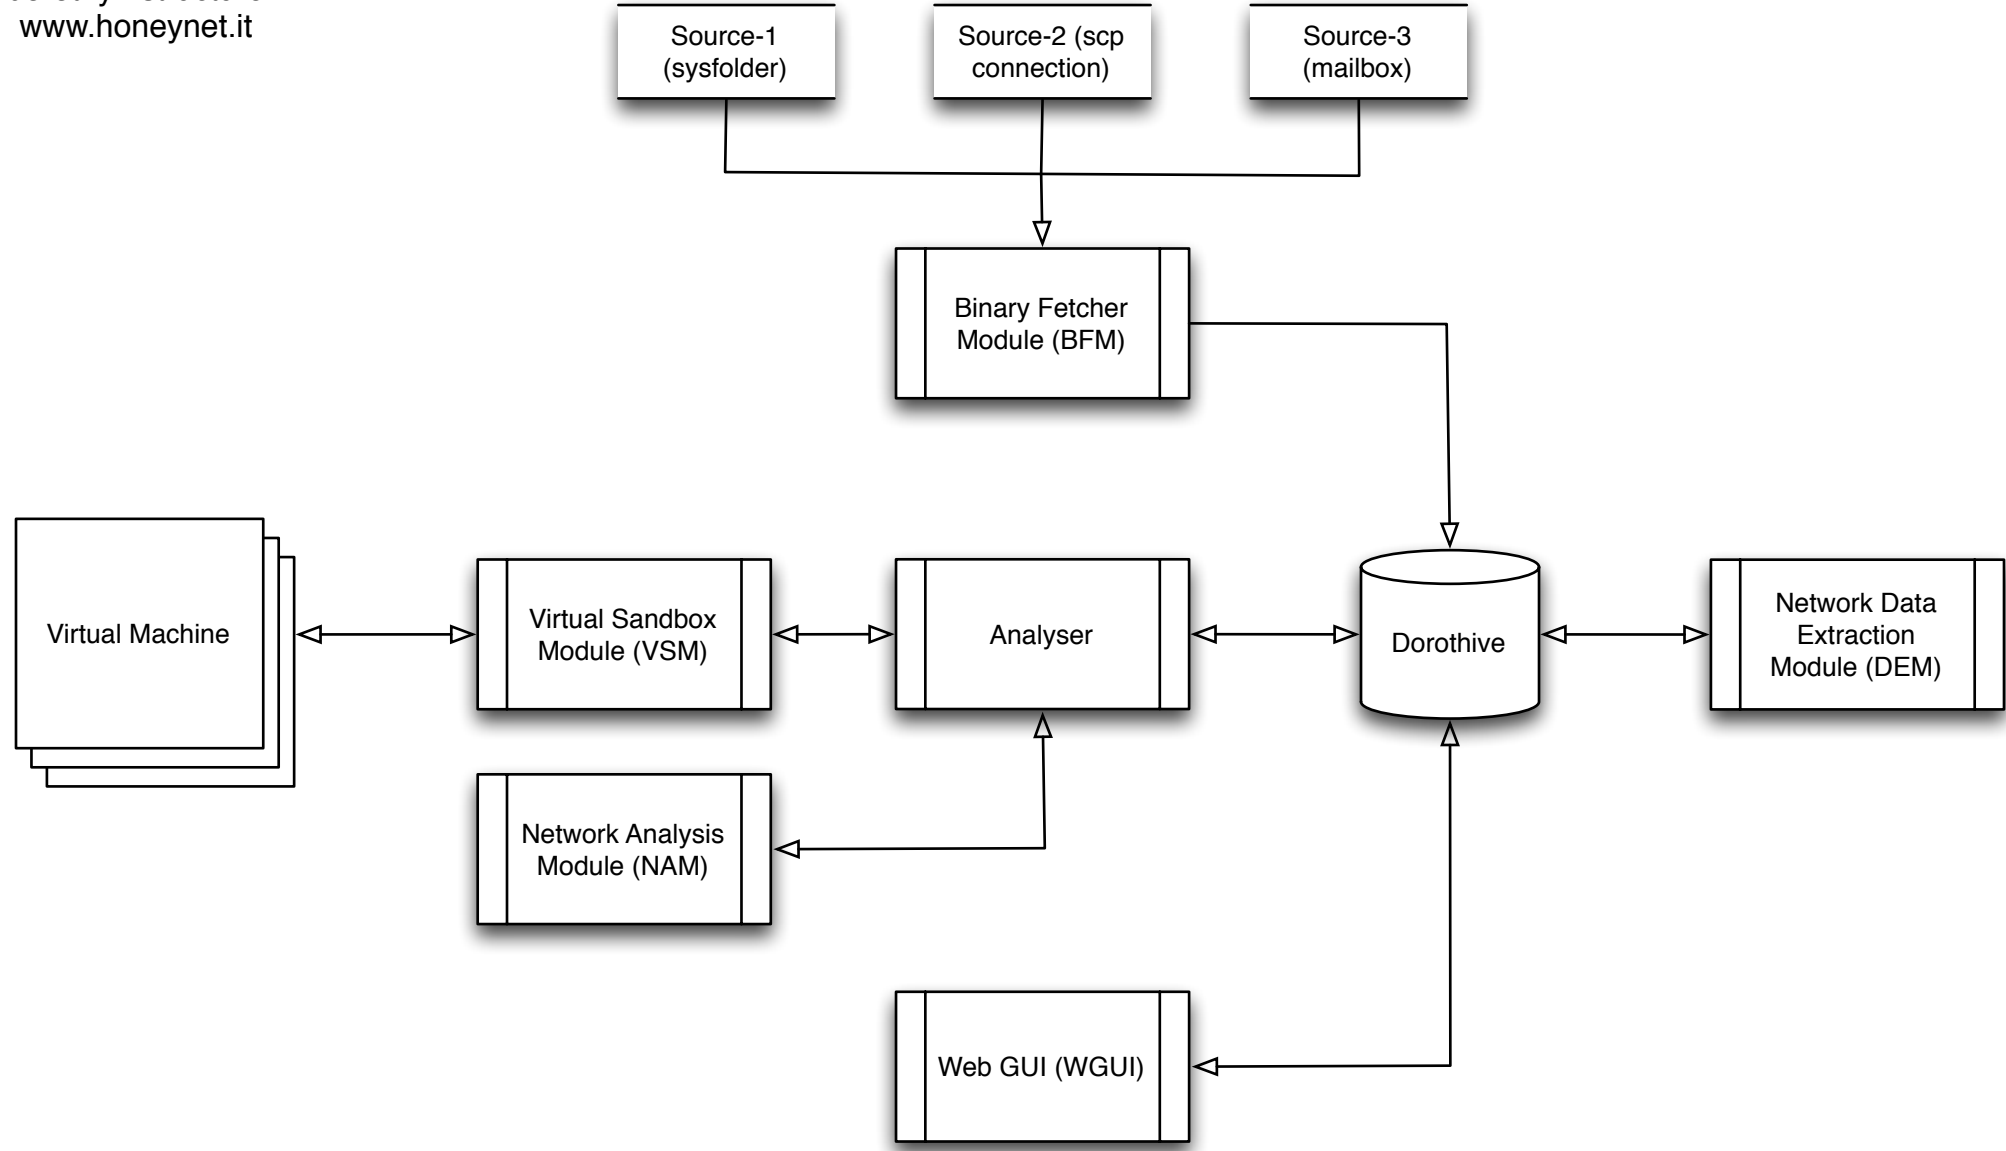 www.honeynet.it
Source-1
(sysfolder)
Source-2 (scp
connection)
Source-3
(mailbox)
Binary Fetcher
Module (BFM)
Virtual Machine
Virtual Sandbox
Module (VSM)
Analyser
Dorothive
Network Data
Extraction
Module (DEM)
Network Analysis
Module (NAM)
Web GUI (WGUI)